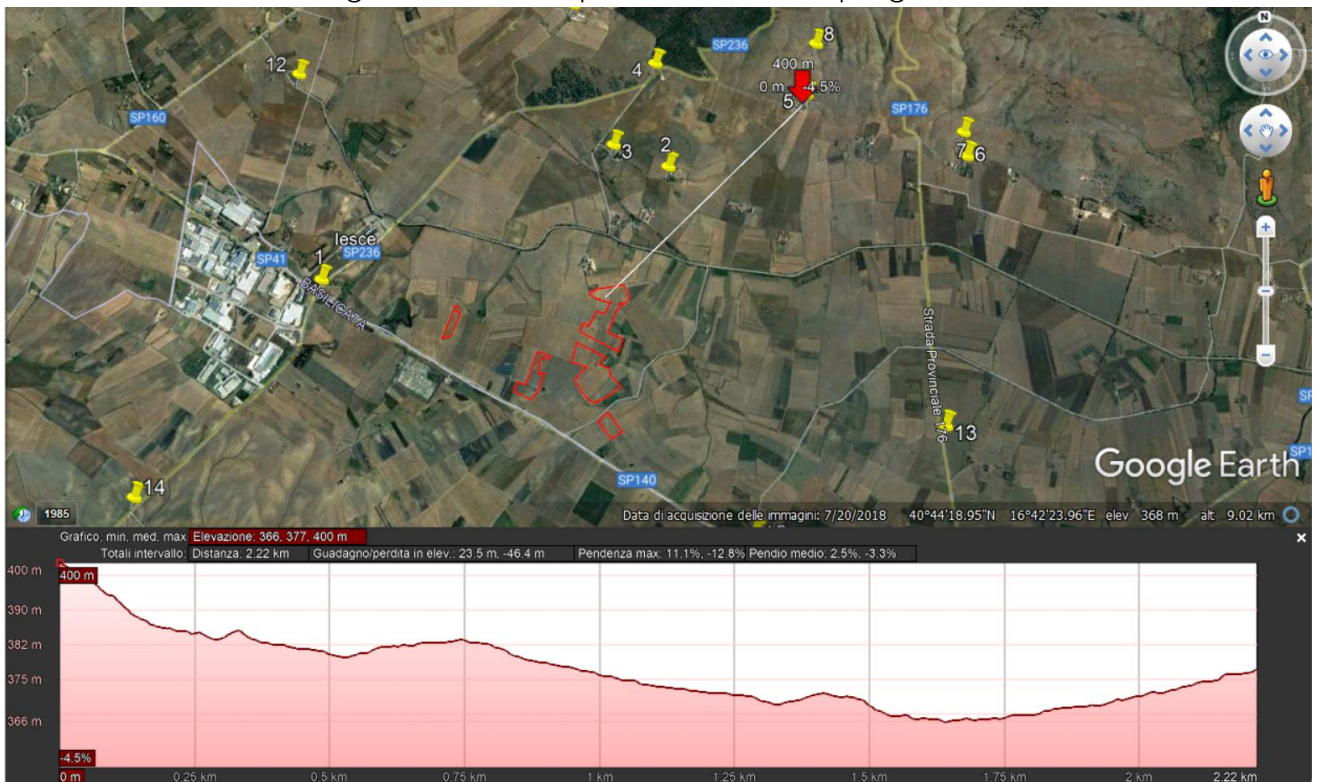 N
8
SP236
4
400 m
12
0 m -4.5%
5
SP160
SP176
3
2
7 6
Iesce
SP236
SP41
1
BASILICATA
Strada Provinciale 176
13
Google Earth
SP140
14
1985
Data di acquisizione delle immagini: 7/20/2018 40°44'18.95"N 16°42'23.96"E elev 368 m alt 9.02 km
Grafico: min. med. max Elevazione: 366, 377, 400 m
Totali intervallo: Distanza: 2,22 km Guadagno/perdita in elev.: 23.5 m, -46.4 m Pendenza max: 11.1%, -12.8% Pendio medio: 2.5%, -3.3%
400 m
400 m
390 m
382 m
375 m
366 m
-4.5%
0 m 0.25 km 0.5 km 0.75 km 1 km 1.25 km 1.5 km 1.75 km 2 km 2.22 km